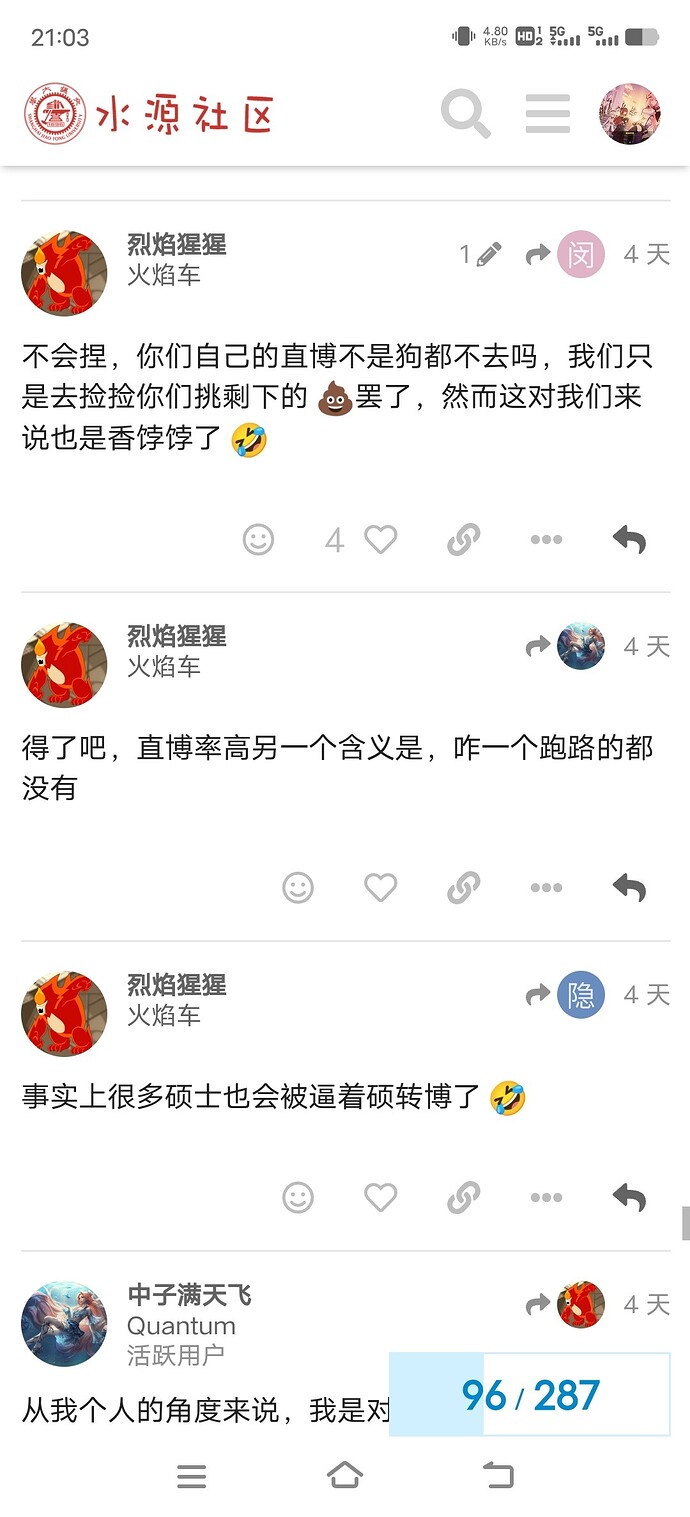 21:03
4.80
KB/s
HD 1
2
5G
5G
水源社区
SHANGHAI JIAO TONG UNIVERSITY
烈焰猩猩
火焰车
1
闵
4 天
不会捏，你们自己的直博不是狗都不去吗，我们只
是去捡捡你们挑剩下的 💩罢了，然而这对我们来
说也是香饽饽了 🤣
4
烈焰猩猩
火焰车
4 天
得了吧，直博率高另一个含义是，咋一个跑路的都
没有
烈焰猩猩
火焰车
隐
4 天
事实上很多硕士也会被逼着硕转博了 🤣
中子满天飞
Quantum
活跃用户
4 天
从我个人的角度来说，我是对
96 / 287